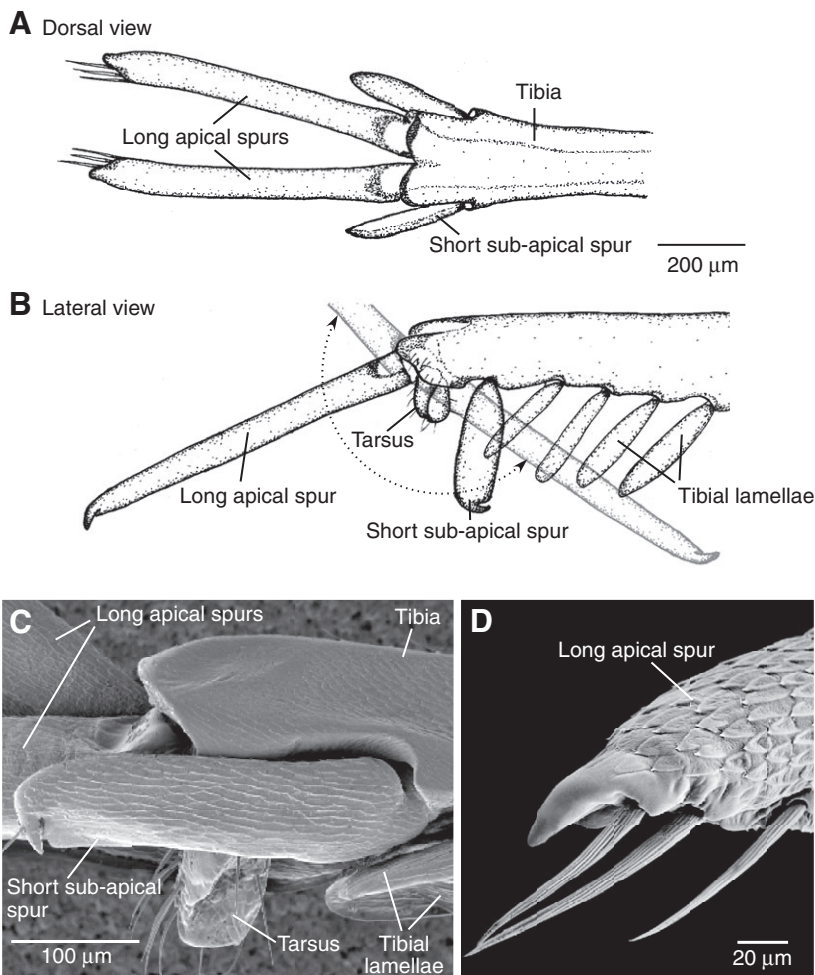 A Dorsal view
Tibia
Long apical spurs
Short sub-apical spur
200 μm
B Lateral view
Tarsus
Long apical spur
Tibial lamellae
Short sub-apical spur
C
Long apical spurs
Tibia
Short sub-apical
spur
Tarsus
Tibial
lamellae
100 μm
D
Long apical spur
20 μm